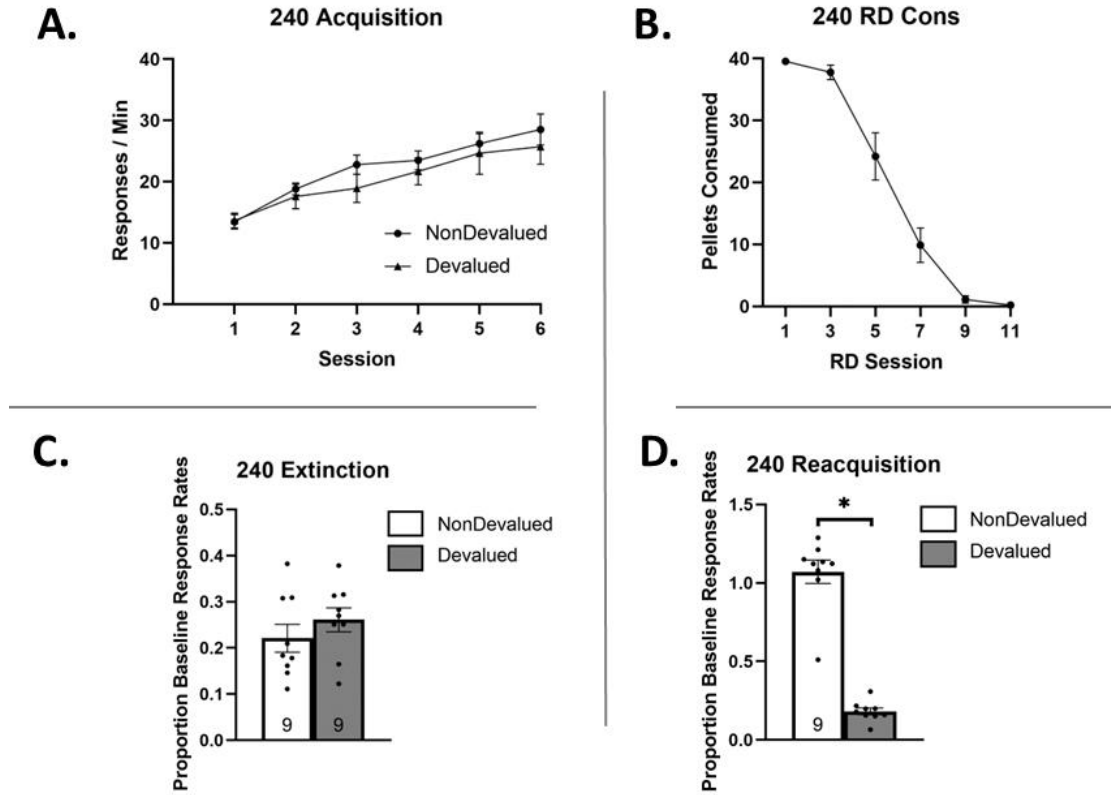 A.
240 Acquisition
Responses / Min
40
30
20
10
0
1 2 3 4 5 6
Session
NonDevalued
Devalued
B.
240 RD Cons
Pellets Consumed
40
30
20
10
0
1 3 5 7 9 11
RD Session
C.
240 Extinction
Proportion Baseline Response Rates
0.5
0.4
0.3
0.2
0.1
0.0
9 9
NonDevalued
Devalued
D.
240 Reacquisition
Proportion Baseline Response Rates
1.5
1.0
0.5
0.0
*
9
NonDevalued
Devalued